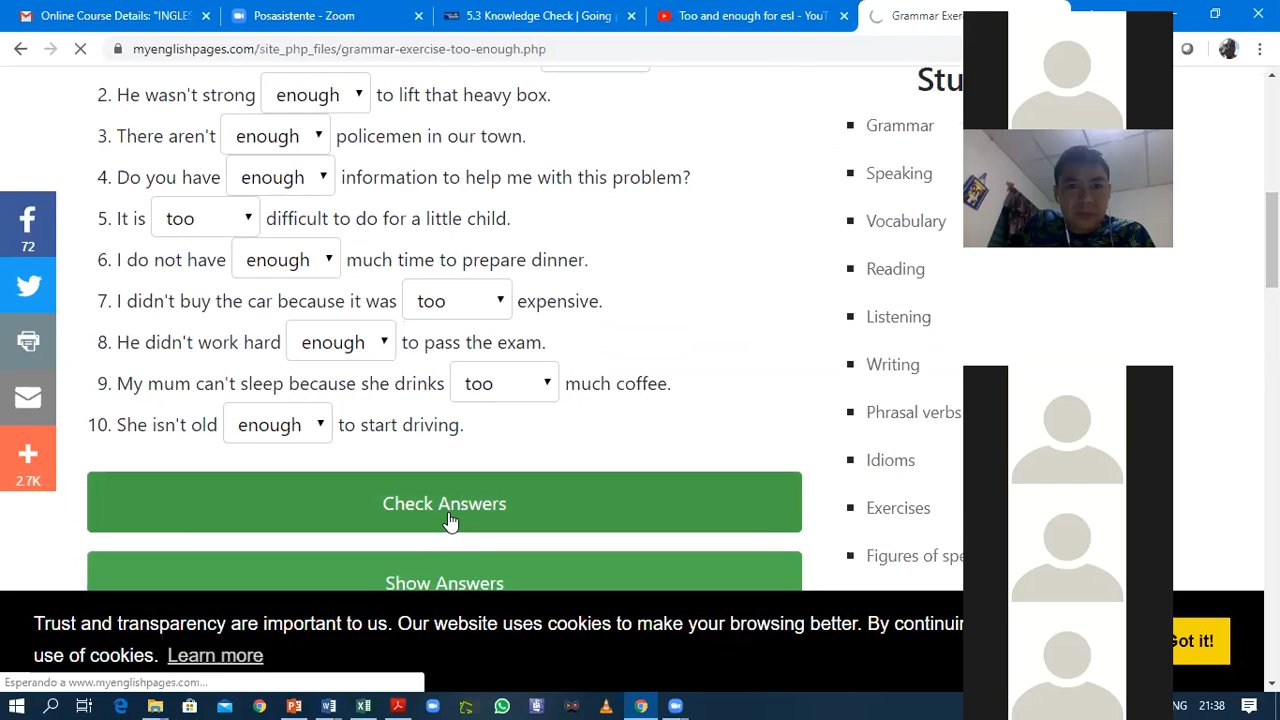 Online Course Details: "INGLES
Posasistente - Zoom
5.3 Knowledge Check | Going
Too and enough for esl - YouT
Grammar Exer
myenglishpages.com/site_php_files/grammar-exercise-too-enough.php
2. He wasn't strong enough to lift that heavy box.
3. There aren't enough policemen in our town.
4. Do you have enough information to help me with this problem?
5. It is too difficult to do for a little child.
6. I do not have enough much time to prepare dinner.
7. I didn't buy the car because it was too expensive.
8. He didn't work hard enough to pass the exam.
9. My mum can't sleep because she drinks too much coffee.
10. She isn't old enough to start driving.
Check Answers
Show Answers
72
2.7K
Stu
Grammar
Speaking
Vocabulary
Reading
Listening
Writing
Phrasal verbs
Idioms
Exercises
Figures of spe
Trust and transparency are important to us. Our website uses cookies to make your browsing better. By continuin
use of cookies. Learn more
Got it!
Esperando a www.myenglishpages.com...
ENG 21:38